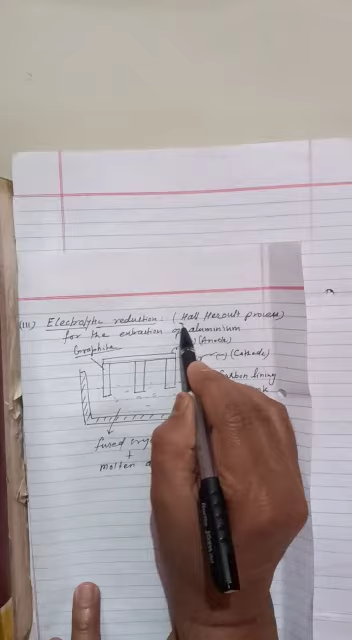 (iii) Electrolytic reduction. (Hall Heroult process)
for the extraction of aluminium
Graphite (Anode)
(-) (Cathode)
Carbon lining
fused
+
molten